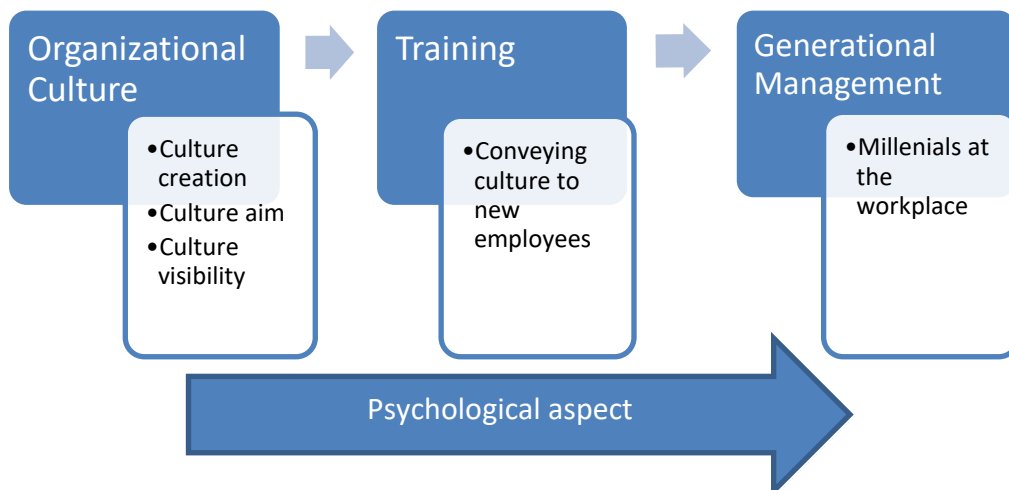 Organizational
Culture
•Culture
creation
•Culture aim
•Culture
visibility
Training
•Conveying
culture to
new
employees
Generational
Management
•Millenials at
the
workplace
Psychological aspect